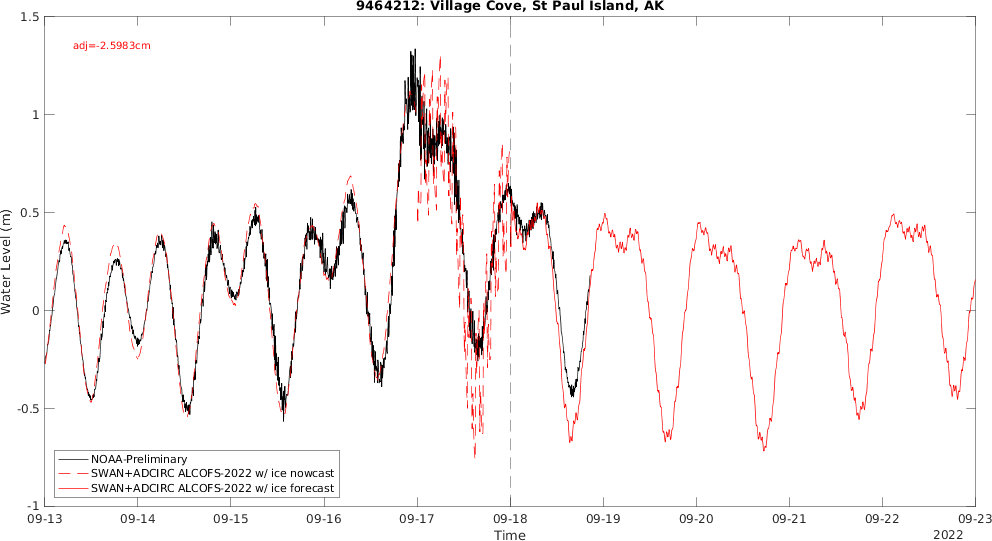 9464212: Village Cove, St Paul Island, AK
1.5
adj=-2.5983cm
1
0.5
0
-0.5
-1
Water Level (m)
NOAA-Preliminary
SWAN+ADCIRC ALCOFS-2022 w/ ice nowcast
SWAN+ADCIRC ALCOFS-2022 w/ ice forecast
09-13 09-14 09-15 09-16 09-17 09-18 09-19 09-20 09-21 09-22 09-23
Time
2022